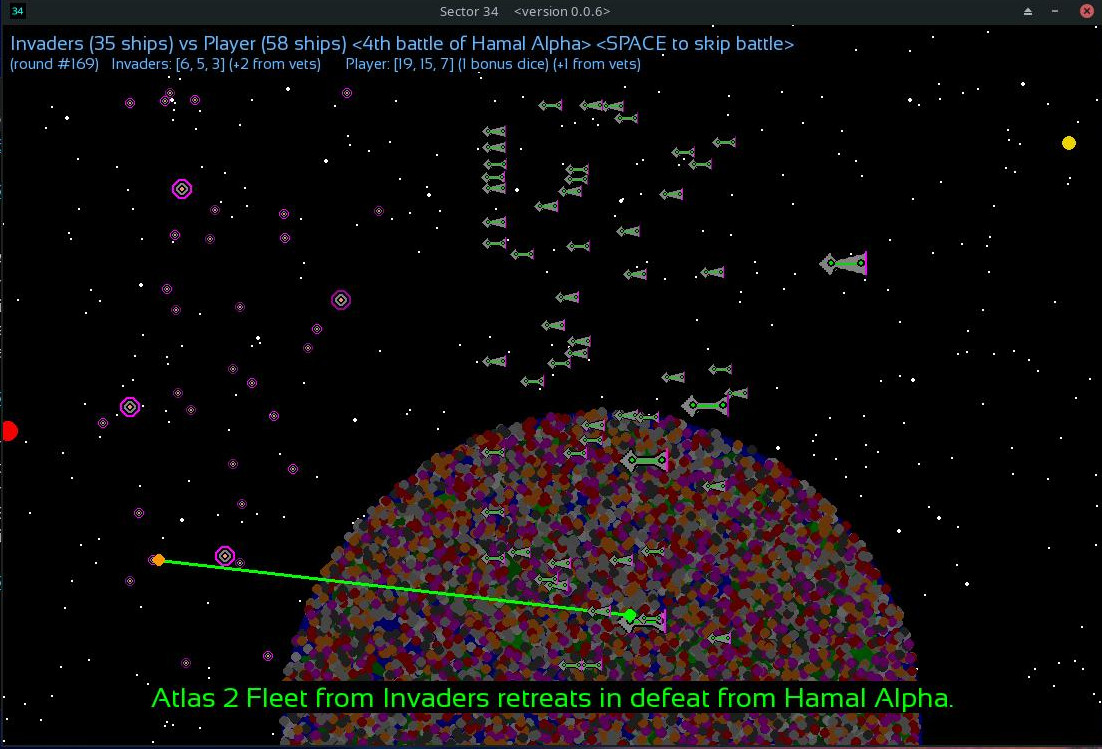 34
Sector 34 <version 0.0.6>
Invaders (35 ships) vs Player (58 ships) <4th battle of Hamal Alpha> <SPACE to skip battle>
(round #169) Invaders: [6, 5, 3] (+2 from vets) Player: [19, 15, 7] (1 bonus dice) (+1 from vets)
Atlas 2 Fleet from Invaders retreats in defeat from Hamal Alpha.